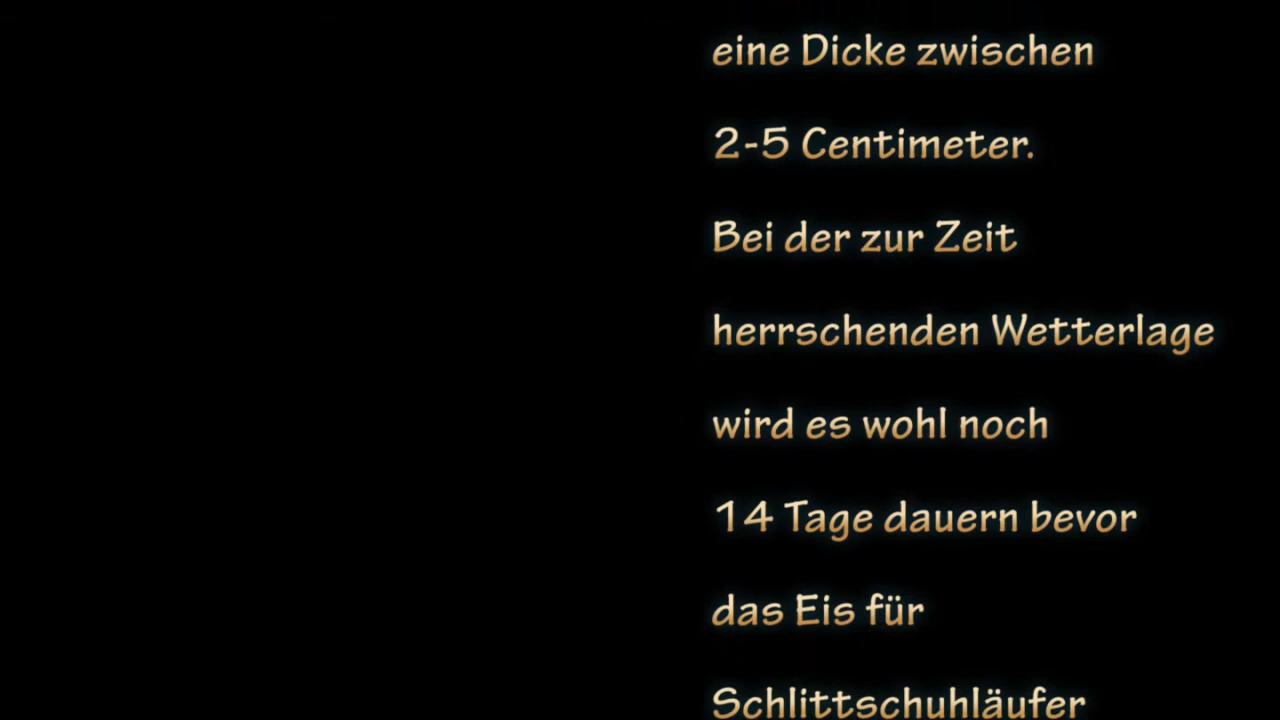 eine Dicke zwischen
2-5 Centimeter.
Bei der zur Zeit
herrschenden Wetterlage
wird es wohl noch
14 Tage dauern bevor
das Eis für
Schlittschuhläufer